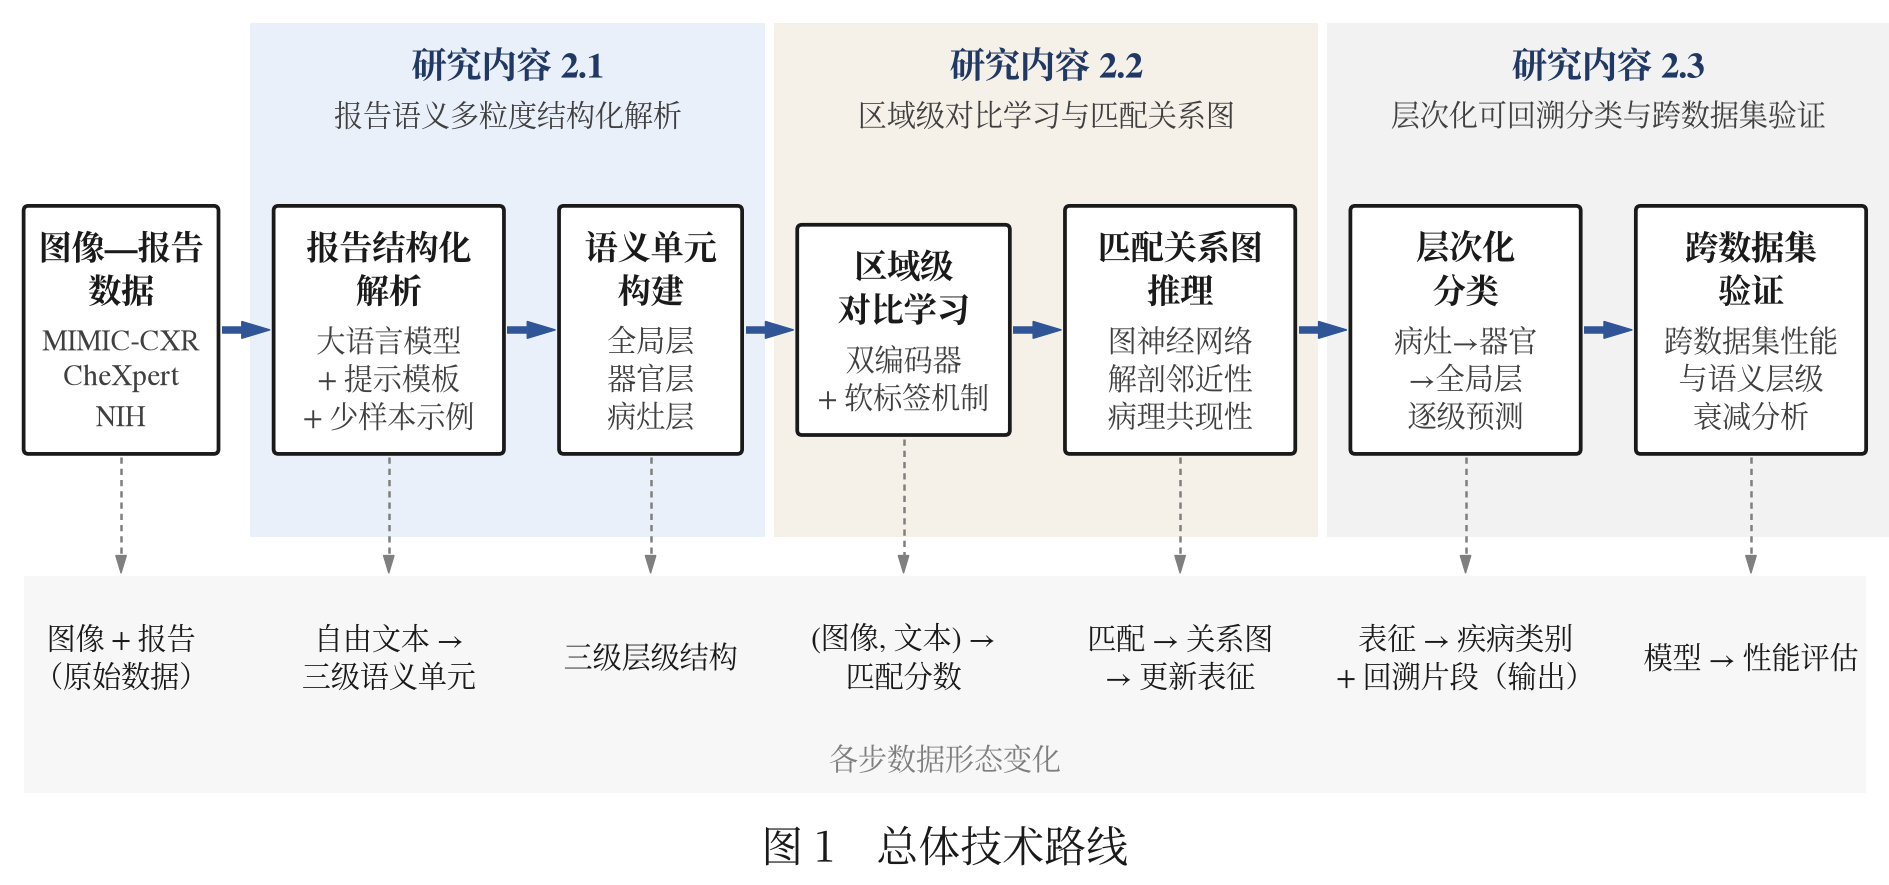 研究内容 2.1
报告语义多粒度结构化解析
研究内容 2.2
区域级对比学习与匹配关系图
研究内容 2.3
层次化可回溯分类与跨数据集验证
图像—报告
数据
MIMIC-CXR
CheXpert
NIH
报告结构化
解析
大语言模型
+ 提示模板
+ 少样本示例
语义单元
构建
全局层
器官层
病灶层
区域级
对比学习
双编码器
+ 软标签机制
匹配关系图
推理
图神经网络
解剖邻近性
病理共现性
层次化
分类
病灶→器官
→全局层
逐级预测
跨数据集
验证
跨数据集性能
与语义层级
衰减分析
图像 + 报告
（原始数据）
自由文本 →
三级语义单元
三级层级结构
(图像, 文本) →
匹配分数
匹配 → 关系图
→ 更新表征
表征 → 疾病类别
+ 回溯片段（输出）
模型 → 性能评估
各步数据形态变化
图 1　总体技术路线